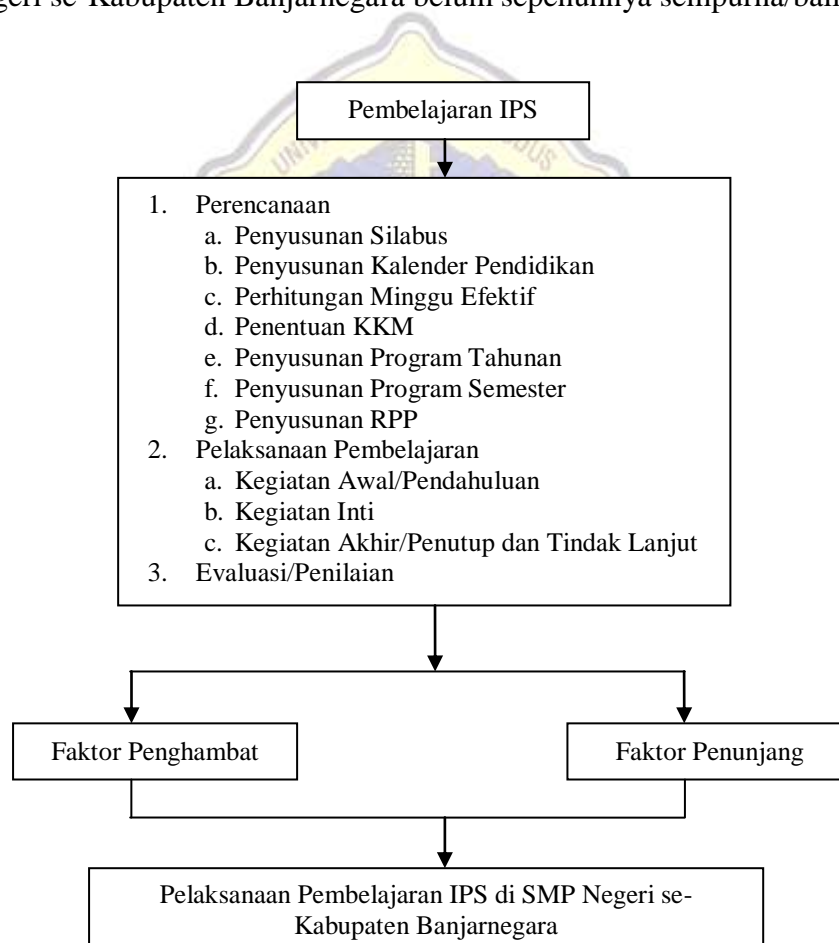 se-Kabupaten Banjarnegara belum sepenuhnya
Pembelajaran IPS
1. Perencanaan
a. Penyusunan Silabus
b. Penyusunan Kalender Pendidikan
c. Perhitungan Minggu Efektif
d. Penentuan KKM
e. Penyusunan Program Tahunan
f. Penyusunan Program Semester
g. Penyusunan RPP
2. Pelaksanaan Pembelajaran
a. Kegiatan Awal/Pendahuluan
b. Kegiatan Inti
c. Kegiatan Akhir/Penutup dan Tindak Lanjut
3. Evaluasi/Penilaian
Faktor Penghambat
Faktor Penunjang
Pelaksanaan Pembelajaran IPS di SMP Negeri se-
Kabupaten Banjarnegara